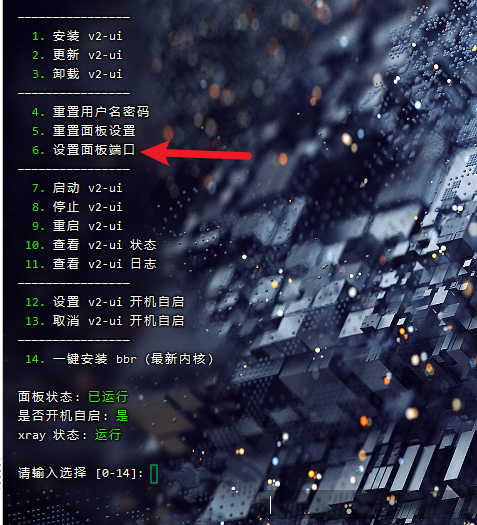 ————————————————
1. 安装 v2-ui
2. 更新 v2-ui
3. 卸载 v2-ui
————————————————
4. 重置用户名密码
5. 重置面板设置
6. 设置面板端口
————————————————
7. 启动 v2-ui
8. 停止 v2-ui
9. 重启 v2-ui
10. 查看 v2-ui 状态
11. 查看 v2-ui 日志
————————————————
12. 设置 v2-ui 开机自启
13. 取消 v2-ui 开机自启
————————————————
14. 一键安装 bbr (最新内核)
面板状态: 已运行
是否开机自启: 是
xray 状态: 运行
请输入选择 [0-14]: